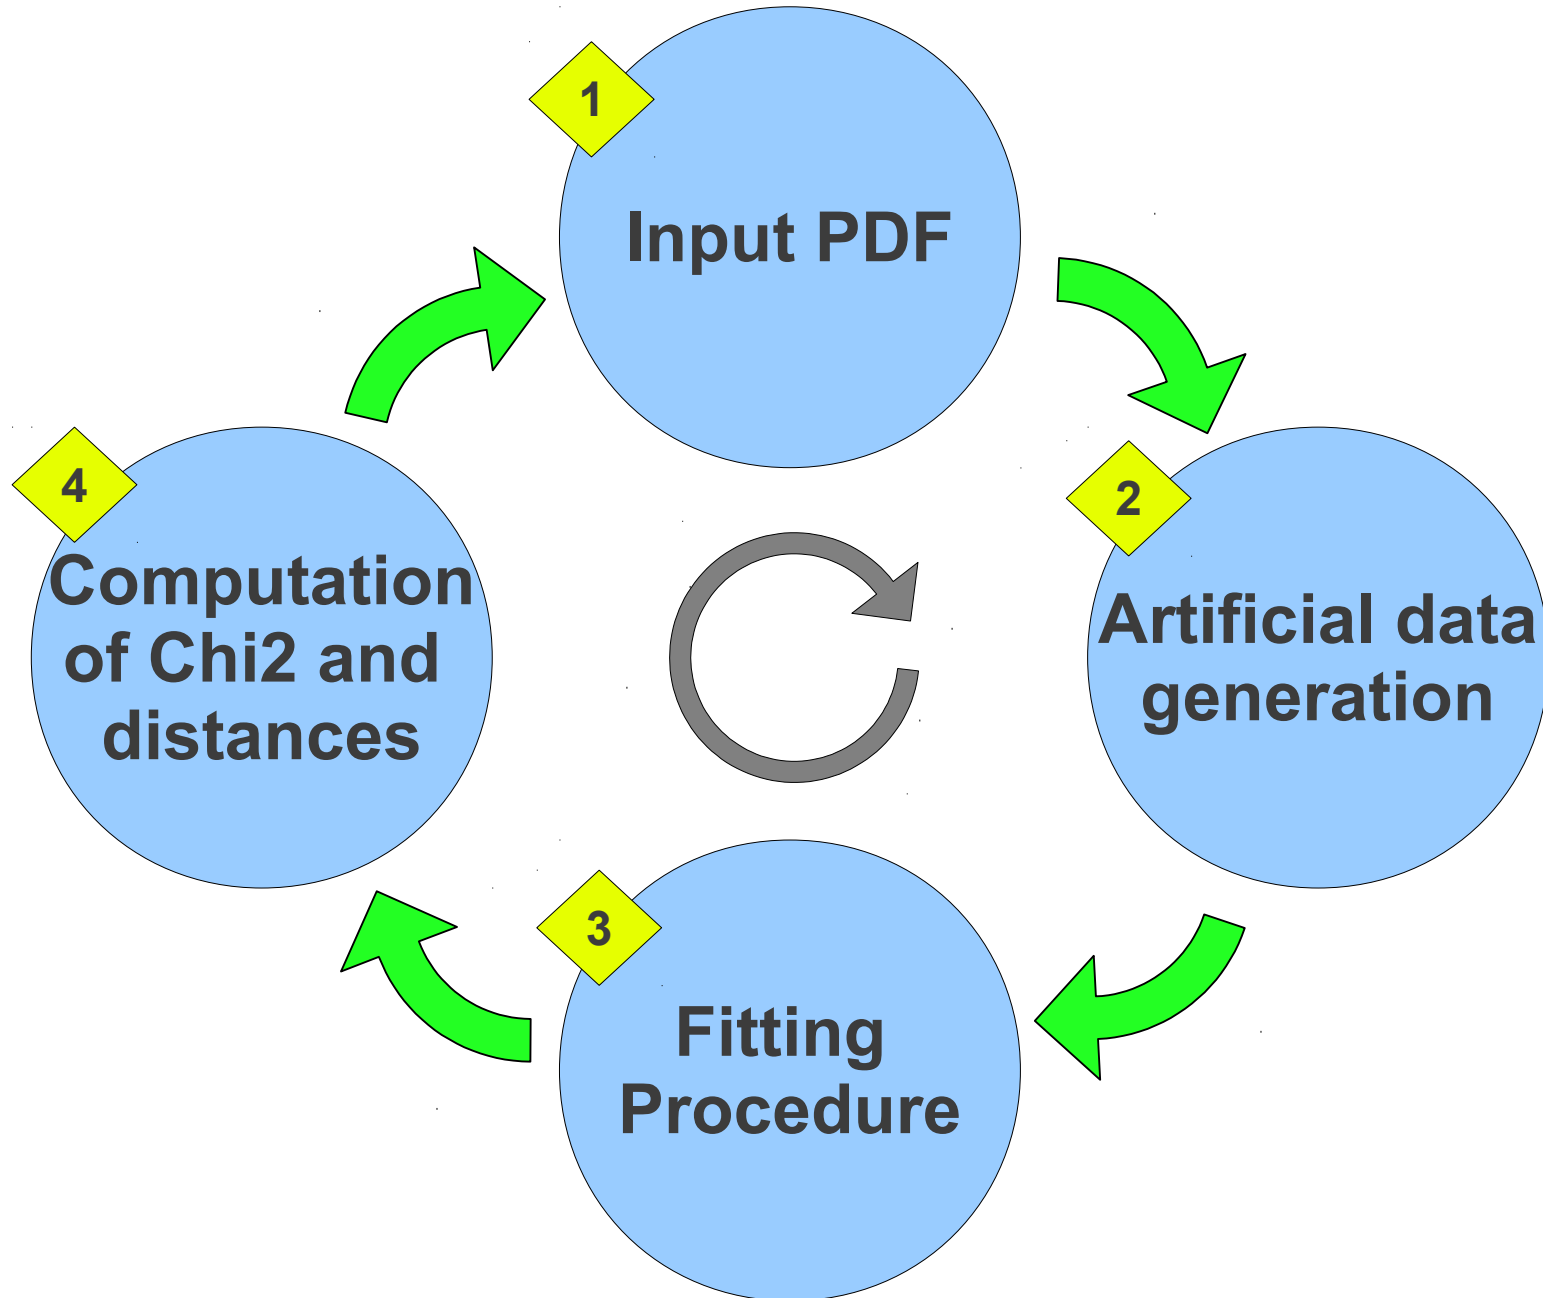 1
Input PDF
2
Artificial data
generation
3
Fitting
Procedure
4
Computation
of Chi2 and
distances